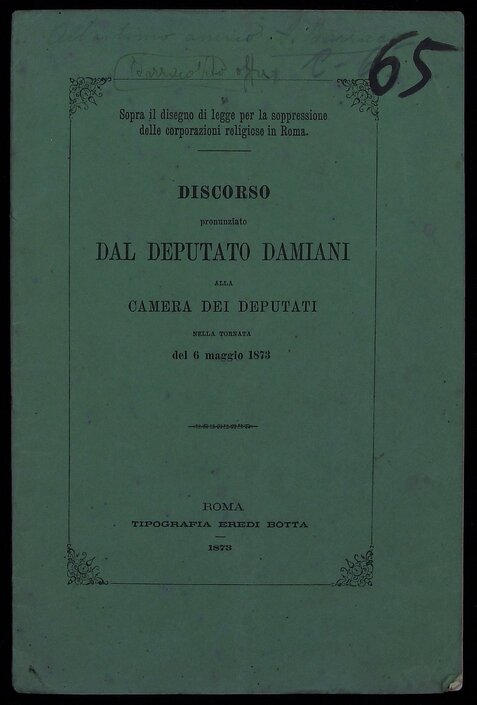 65
Sopra il disegno di legge per la soppressione
delle corporazioni religiose in Roma.
DISCORSO
pronunziato
DAL DEPUTATO DAMIANI
ALLA
CAMERA DEI DEPUTATI
NELLA TORNATA
del 6 maggio 1873
ROMA
TIPOGRAFIA EREDI BOTTA
1873